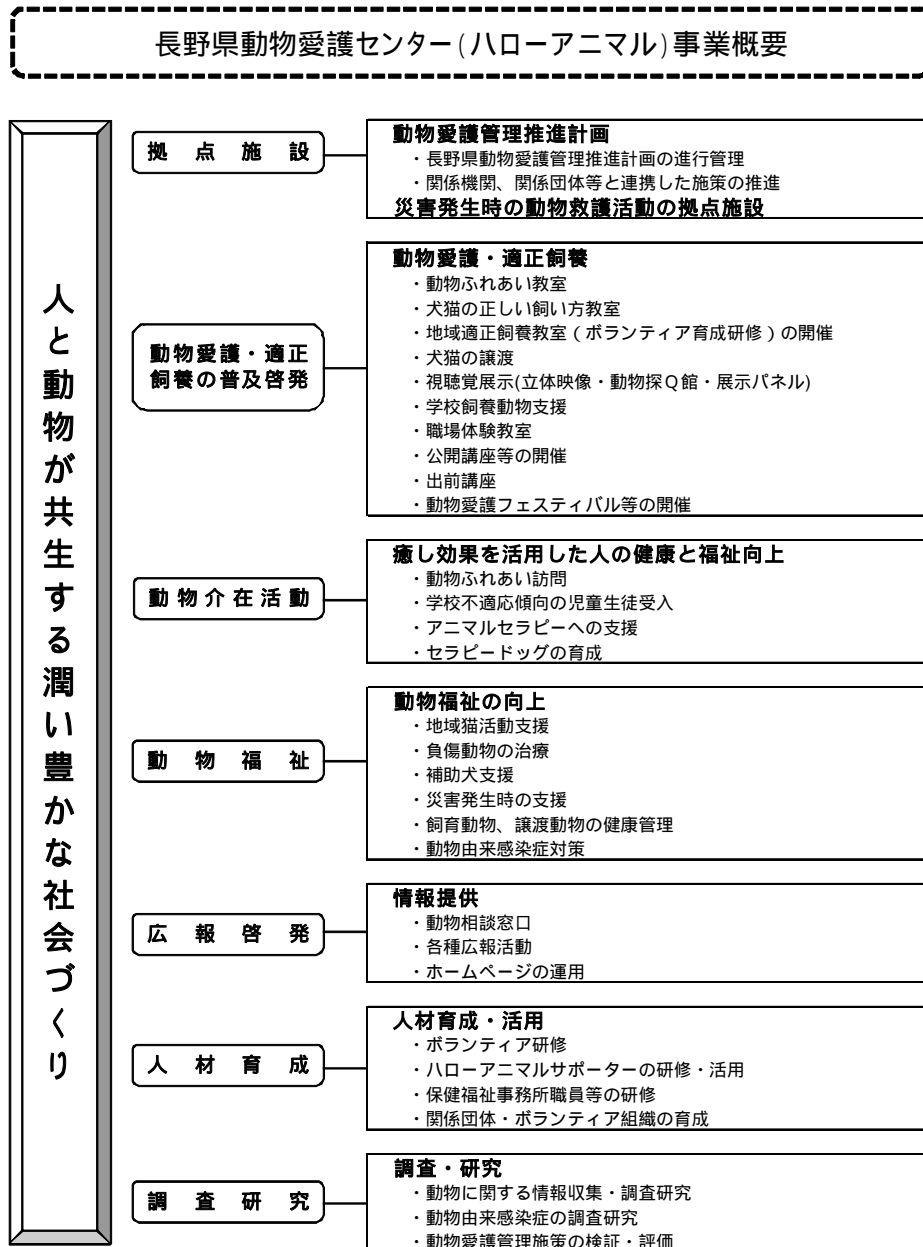 長野県動物愛護センター(ハローアニマル)事業概要
人と動物が共生する潤い豊かな社会づくり
拠点施設
動物愛護管理推進計画
・長野県動物愛護管理推進計画の進行管理
・関係機関、関係団体等と連携した施策の推進
災害発生時の動物救護活動の拠点施設
動物愛護・適正
飼養の普及啓発
動物愛護・適正飼養
・動物ふれあい教室
・犬猫の正しい飼い方教室
・地域適正飼養教室(ボランティア育成研修)の開催
・犬猫の譲渡
・視聴覚展示(立体映像・動物探Q館・展示パネル)
・学校飼養動物支援
・職場体験教室
・公開講座等の開催
・出前講座
・動物愛護フェスティバル等の開催
動物介在活動
癒し効果を活用した人の健康と福祉向上
・動物ふれあい訪問
・学校不適応傾向の児童生徒受入
・アニマルセラピーへの支援
・セラピードッグの育成
動物福祉
動物福祉の向上
・地域猫活動支援
・負傷動物の治療
・補助犬支援
・災害発生時の支援
・飼育動物、譲渡動物の健康管理
・動物由来感染症対策
広報啓発
情報提供
・動物相談窓口
・各種広報活動
・ホームページの運用
人材育成
人材育成・活用
・ボランティア研修
・ハローアニマルサポーターの研修・活用
・保健福祉事務所職員等の研修
・関係団体・ボランティア組織の育成
調査研究
調査・研究
・動物に関する情報収集・調査研究
・動物由来感染症の調査研究
・動物愛護管理施策の検証・評価